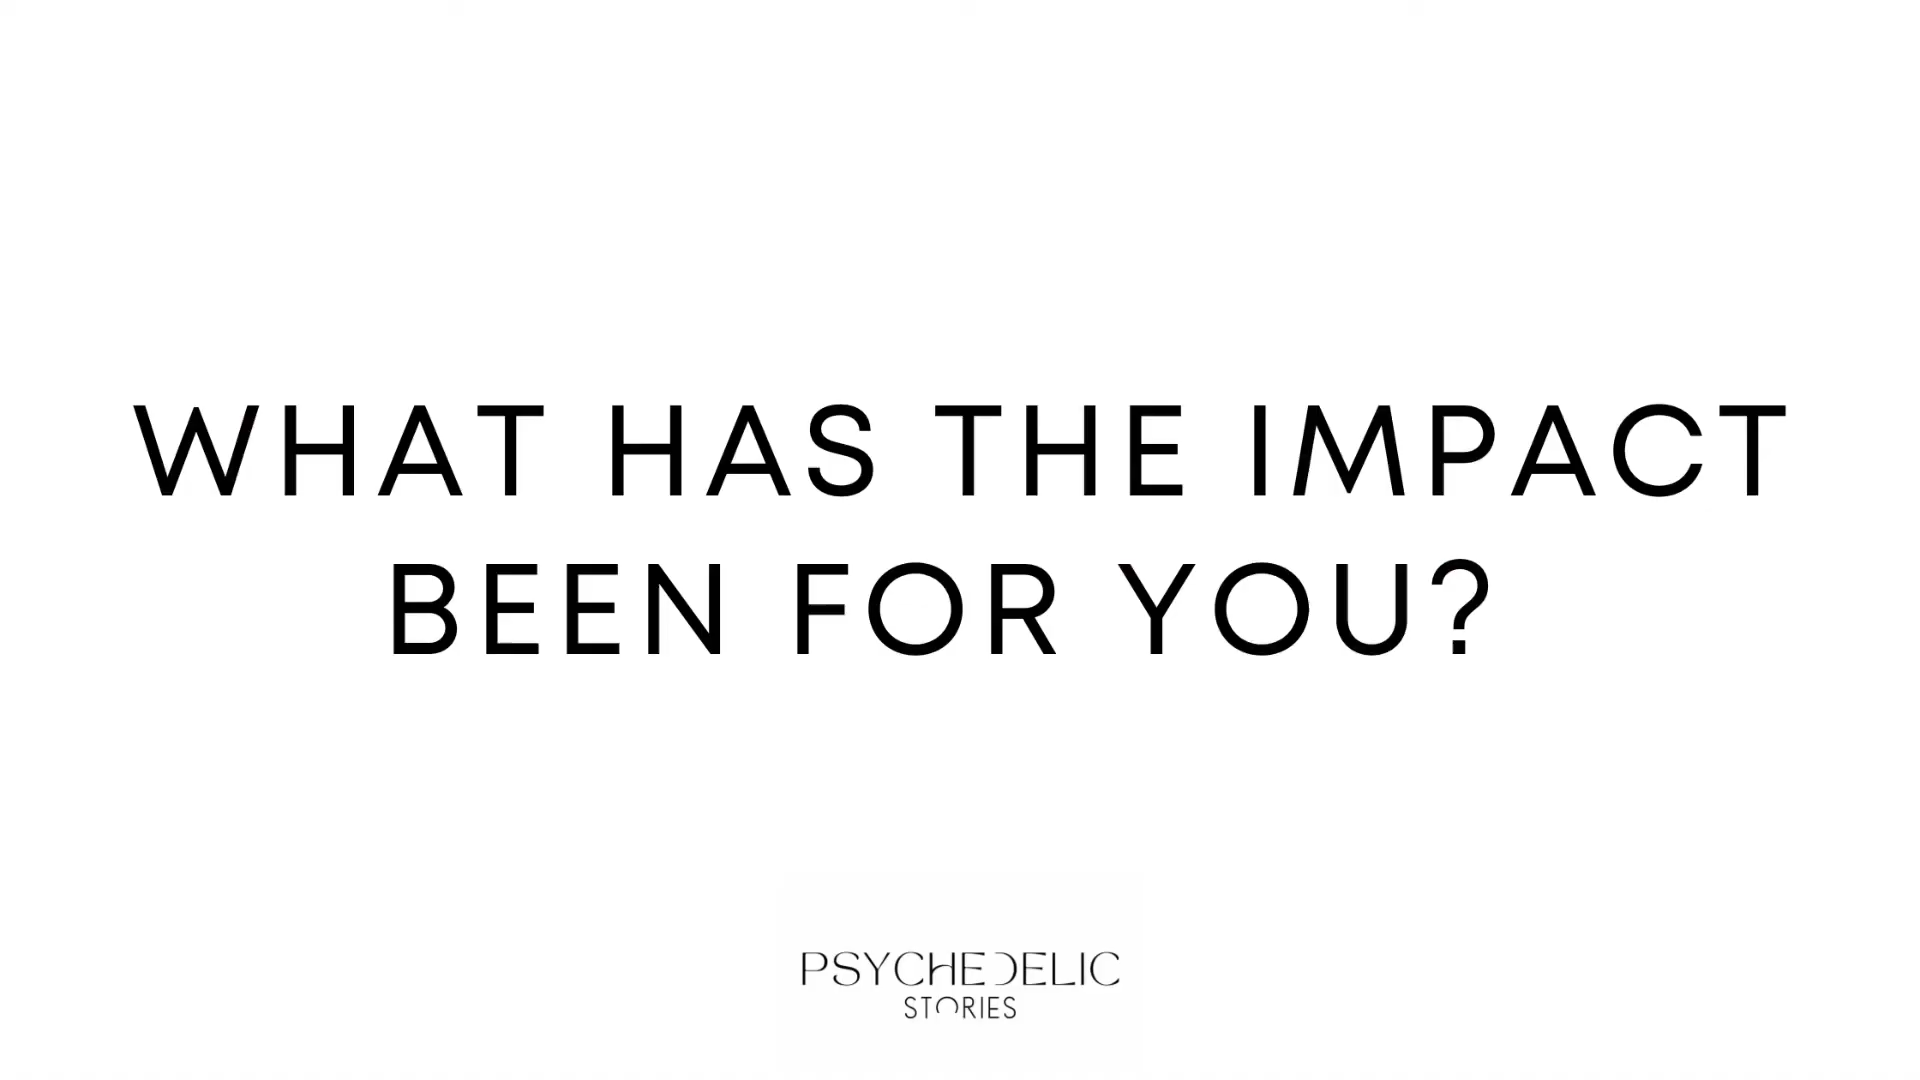 WHAT HAS THE IMPACT
BEEN FOR YOU?
PSYCHEDELIC
STORIES